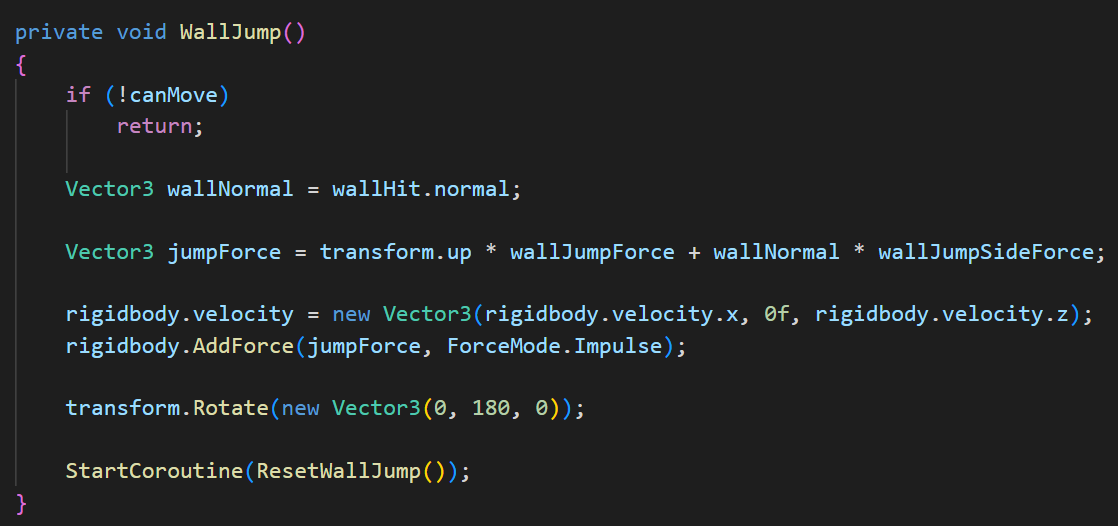 private void WallJump()
{
if (!canMove)
return;
Vector3 wallNormal = wallHit.normal;
Vector3 jumpForce = transform.up * wallJumpForce + wallNormal * wallJumpSideForce;
rigidbody.velocity = new Vector3(rigidbody.velocity.x, 0f, rigidbody.velocity.z);
rigidbody.AddForce(jumpForce, ForceMode.Impulse);
transform.Rotate(new Vector3(0, 180, 0));
StartCoroutine(ResetWallJump());
}